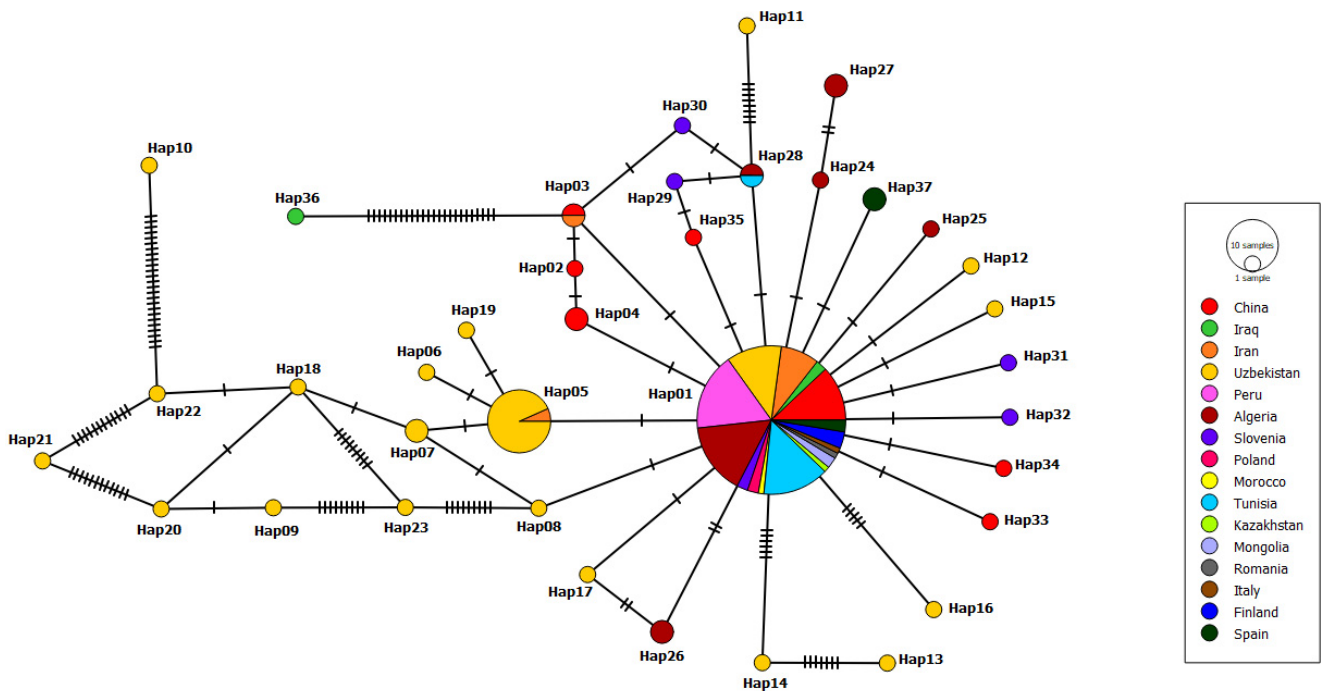 Hap11
Hap27
Hap30
Hap10
Hap28
Hap24
Hap37
Hap03
Hap29
Hap36
Hap35
Hap25
Hap02
Hap12
Hap04
Hap15
Hap19
Hap06
Hap31
Hap18
Hap05
Hap01
Hap22
Hap32
Hap21
Hap07
Hap34
Hap20
Hap09
Hap23
Hap08
Hap33
Hap17
Hap16
Hap26
Hap14
Hap13
10 samples
1 sample
China
Iraq
Iran
Uzbekistan
Peru
Algeria
Slovenia
Poland
Morocco
Tunisia
Kazakhstan
Mongolia
Romania
Italy
Finland
Spain